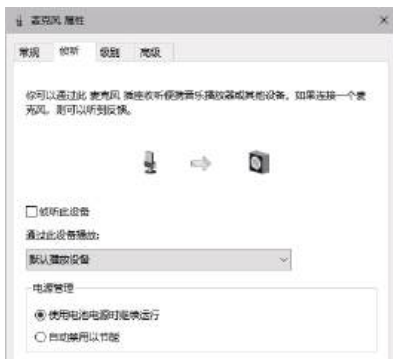 麦克风 属性
常规 侦听 级别 高级
你可以通过此 麦克风 插座收听便携音乐播放器或其他设备。如果连接一个麦
克风，则可以听到反馈。
侦听此设备
通过此设备播放:
默认播放设备
电源管理
使用电池电源时继续运行
自动禁用以节能